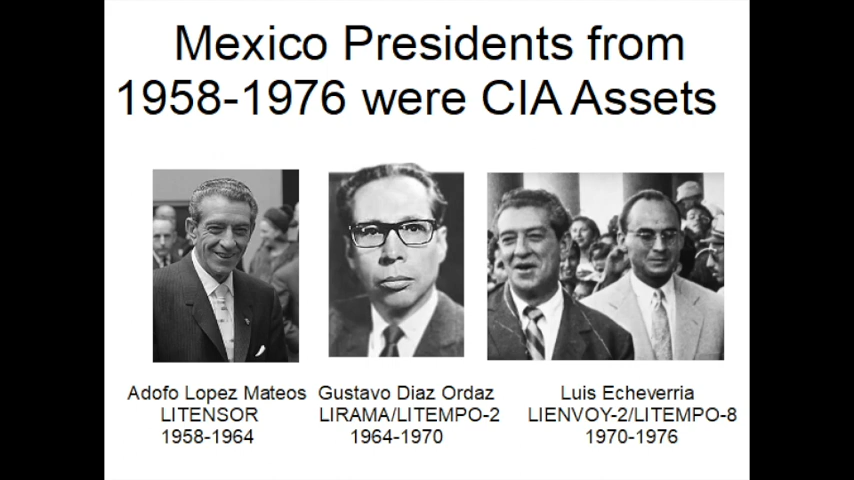 Mexico Presidents from
1958-1976 were CIA Assets
Adofo Lopez Mateos
LITENSOR
1958-1964
Gustavo Diaz Ordaz
LIRAMA/LITEMPO-2
1964-1970
Luis Echeverria
LIENVOY-2/LITEMPO-8
1970-1976